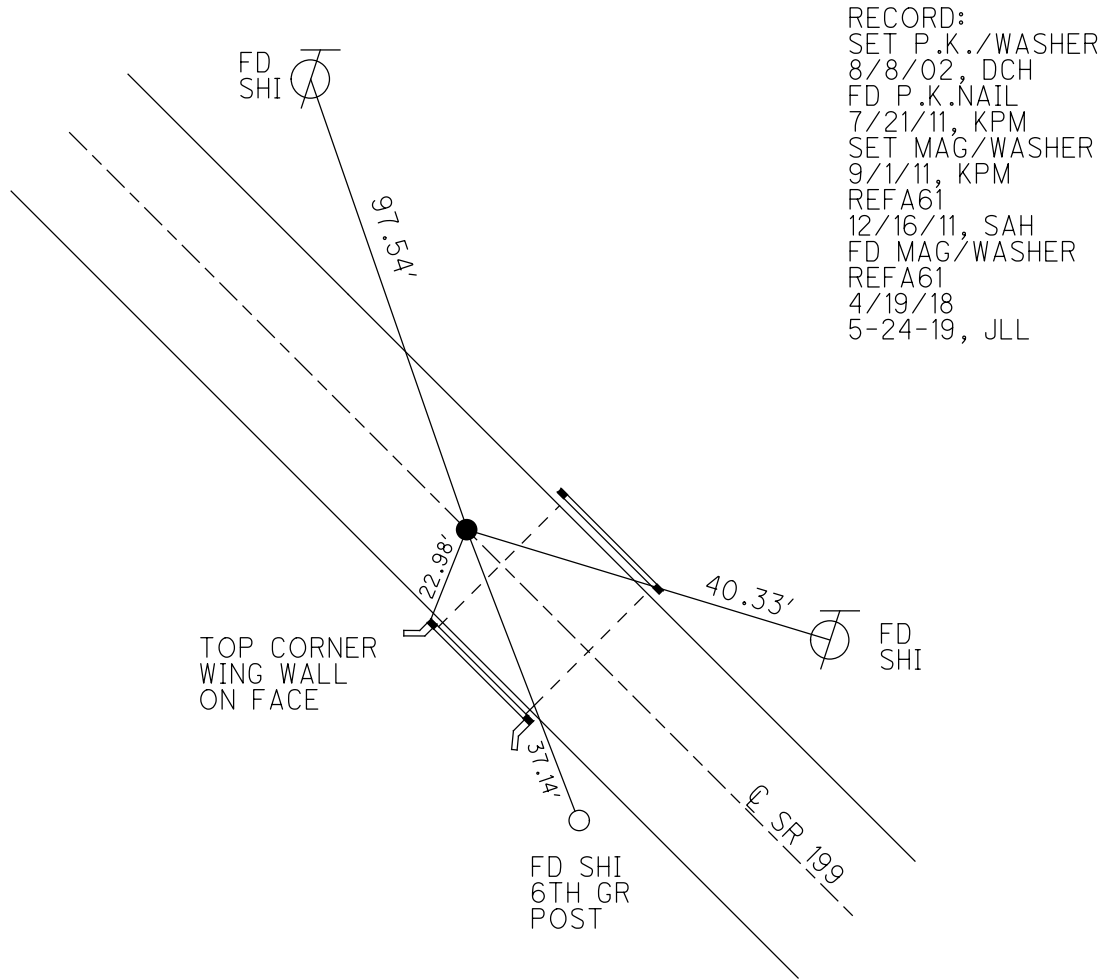 RECORD:
SET P.K./WASHER
8/8/02, DCH
FD P.K.NAIL
7/21/11, KPM
SET MAG/WASHER
9/1/11, KPM
REFA61
12/16/11, SAH
FD MAG/WASHER
REFA61
4/19/18
5-24-19, JLL
FD
SHI
97.54'
22.98'
40.33'
FD
SHI
TOP CORNER
WING WALL
ON FACE
37.14'
℄ SR 199
FD SHI
6TH GR
POST